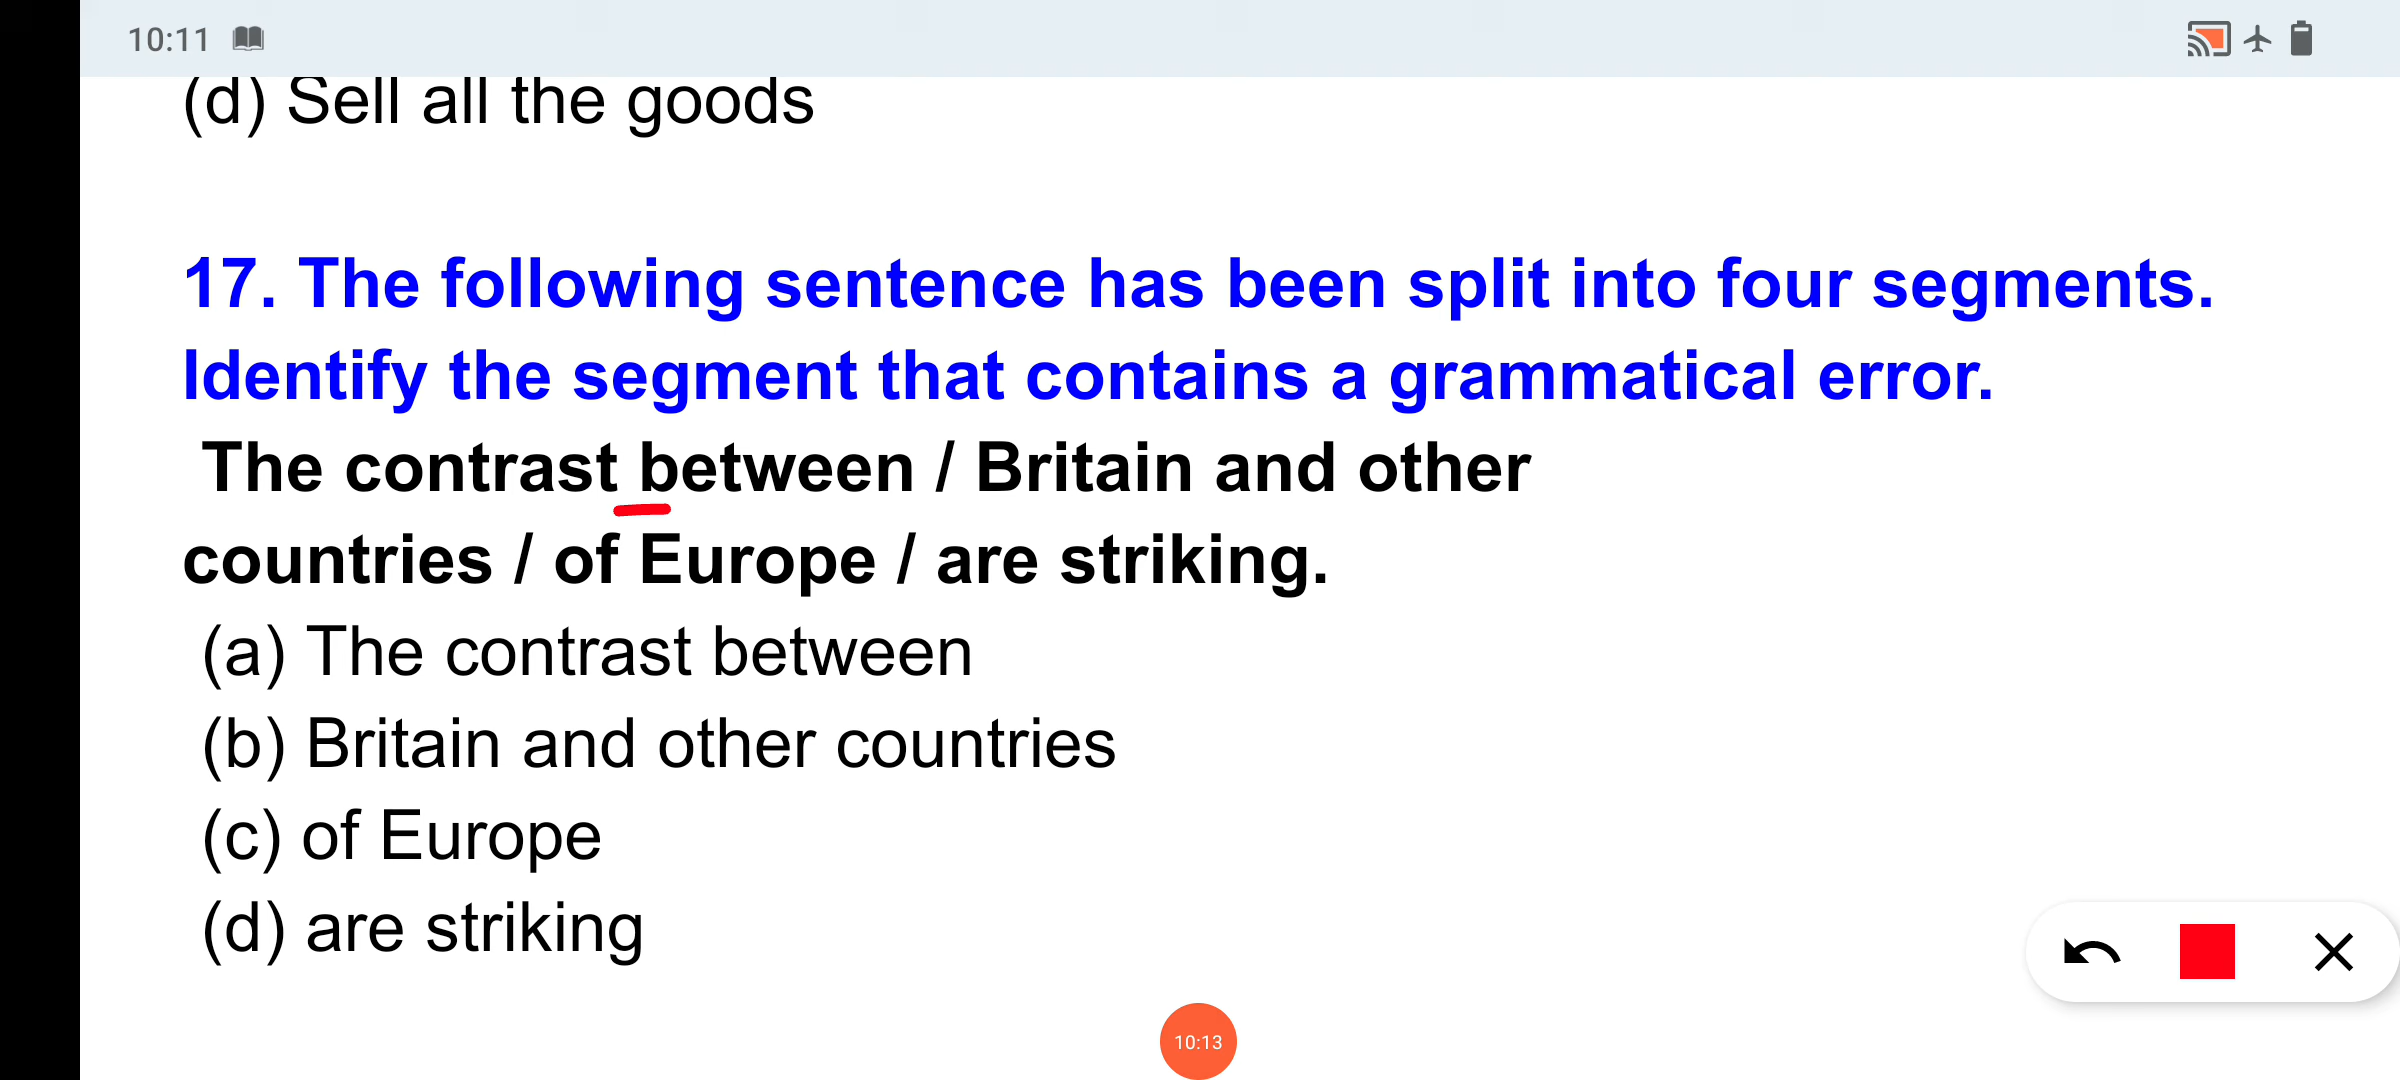 10:11
(d) Sell all the goods
17. The following sentence has been split into four segments.
Identify the segment that contains a grammatical error.
The contrast between / Britain and other
countries / of Europe / are striking.
(a) The contrast between
(b) Britain and other countries
(c) of Europe
(d) are striking
10:13